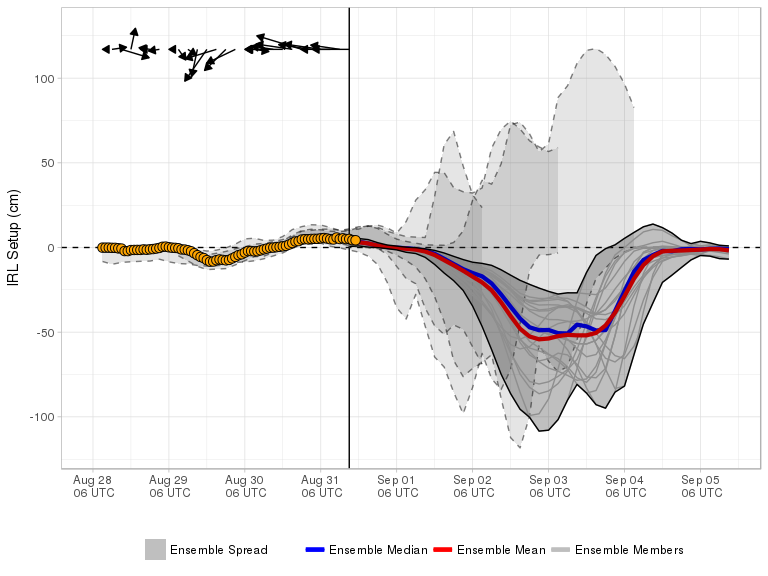 100
50
0
-50
-100
IRL Setup (cm)
Aug 28 Aug 29 Aug 30 Aug 31 Sep 01 Sep 02 Sep 03 Sep 04 Sep 05
06 UTC 06 UTC 06 UTC 06 UTC 06 UTC 06 UTC 06 UTC 06 UTC 06 UTC
Ensemble Spread Ensemble Median Ensemble Mean Ensemble Members